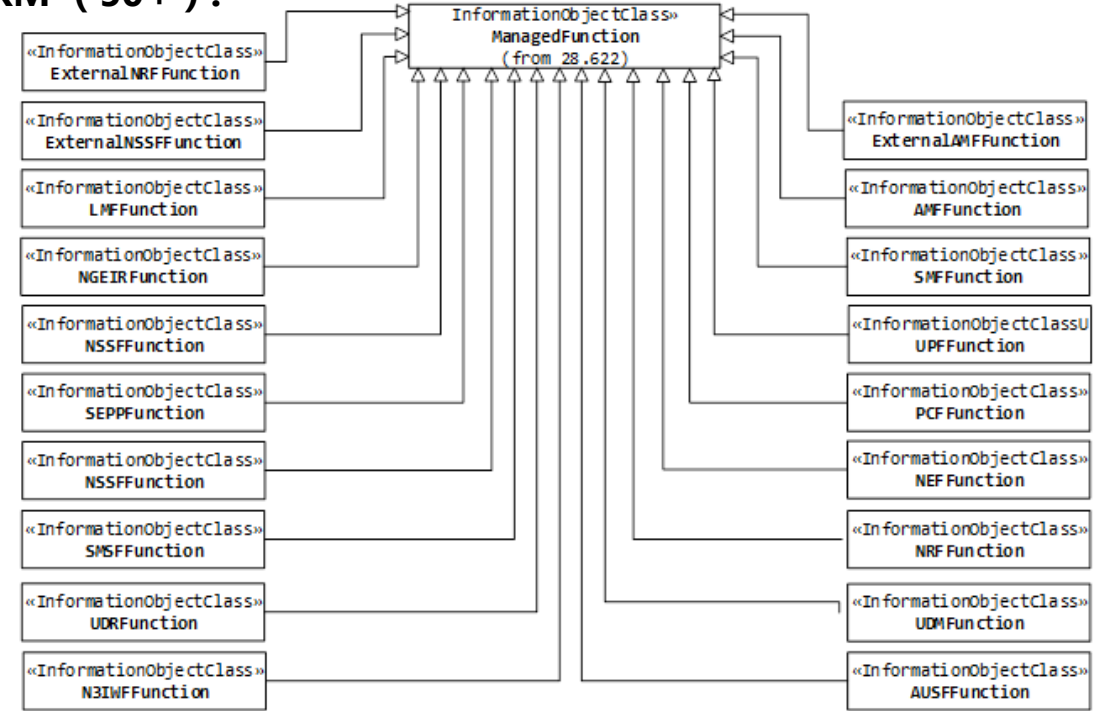 InformationObjectClass»
ManagedFunction
(from 28.622)
«InformationObjectClass»
ExternalNRFFunction
«InformationObjectClass»
ExternalNSSFFunction
«InformationObjectClass»
LMFFunction
«InformationObjectClass»
NGEIRFunction
«InformationObjectClass»
NSSFFunction
«InformationObjectClass»
SEPPFunction
«InformationObjectClass»
NSSFFunction
«InformationObjectClass»
SMSFFunction
«InformationObjectClass»
UDRFunction
«InformationObjectClass»
N3IWFFunction
«InformationObjectClass»
ExternalAMFFunction
«InformationObjectClass»
AMFFunction
«InformationObjectClass»
SMFFunction
«InformationObjectClassU
UPFFunction
«InformationObjectClass»
PCFFunction
«InformationObjectClass»
NEFFunction
«InformationObjectClass»
NRFFunction
«InformationObjectClass»
UDMFunction
«InformationObjectClass»
AUSFFunction